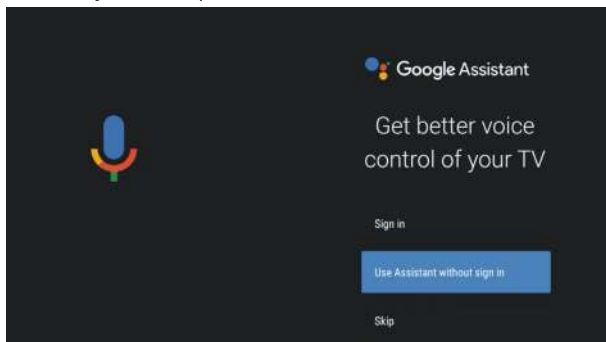 Google Assistant
Get better voice
control of your TV
Sign in
Use Assistant without sign in
Skip